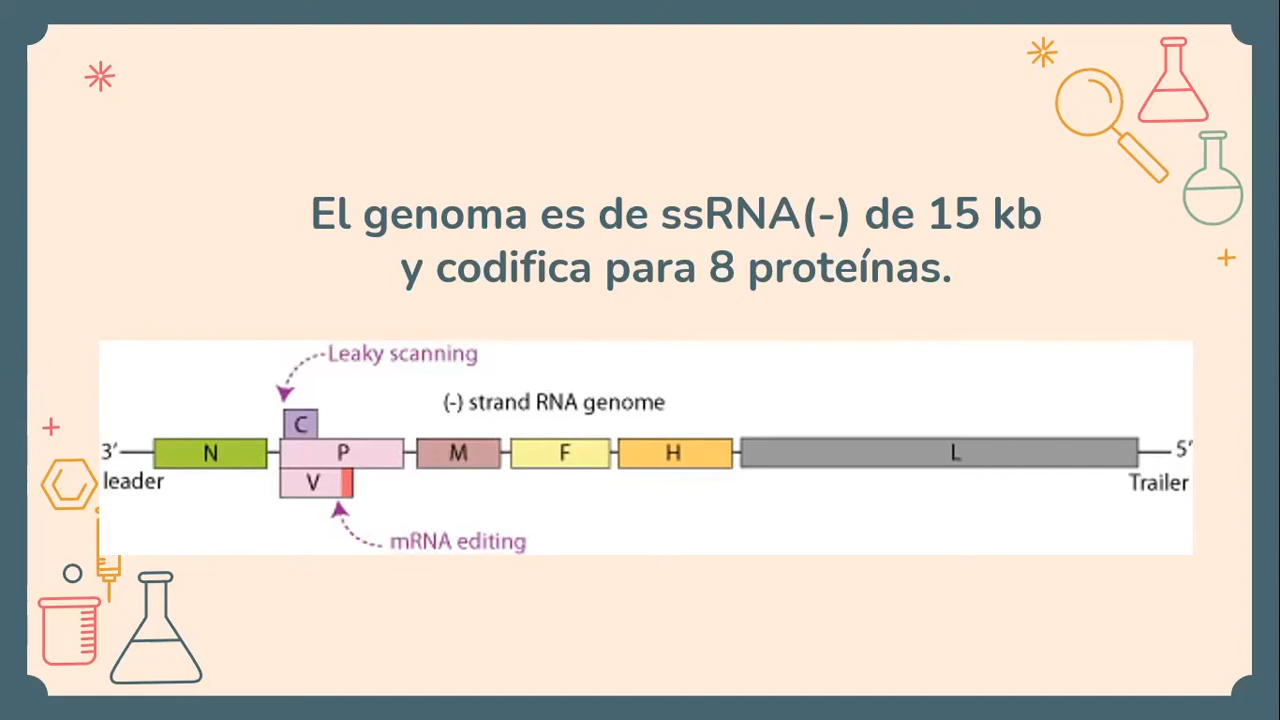 El genoma es de ssRNA(-) de 15 kb
y codifica para 8 proteínas.
Leaky scanning
(-) strand RNA genome
C
3′ N P M F H L 5′
leader V Trailer
mRNA editing